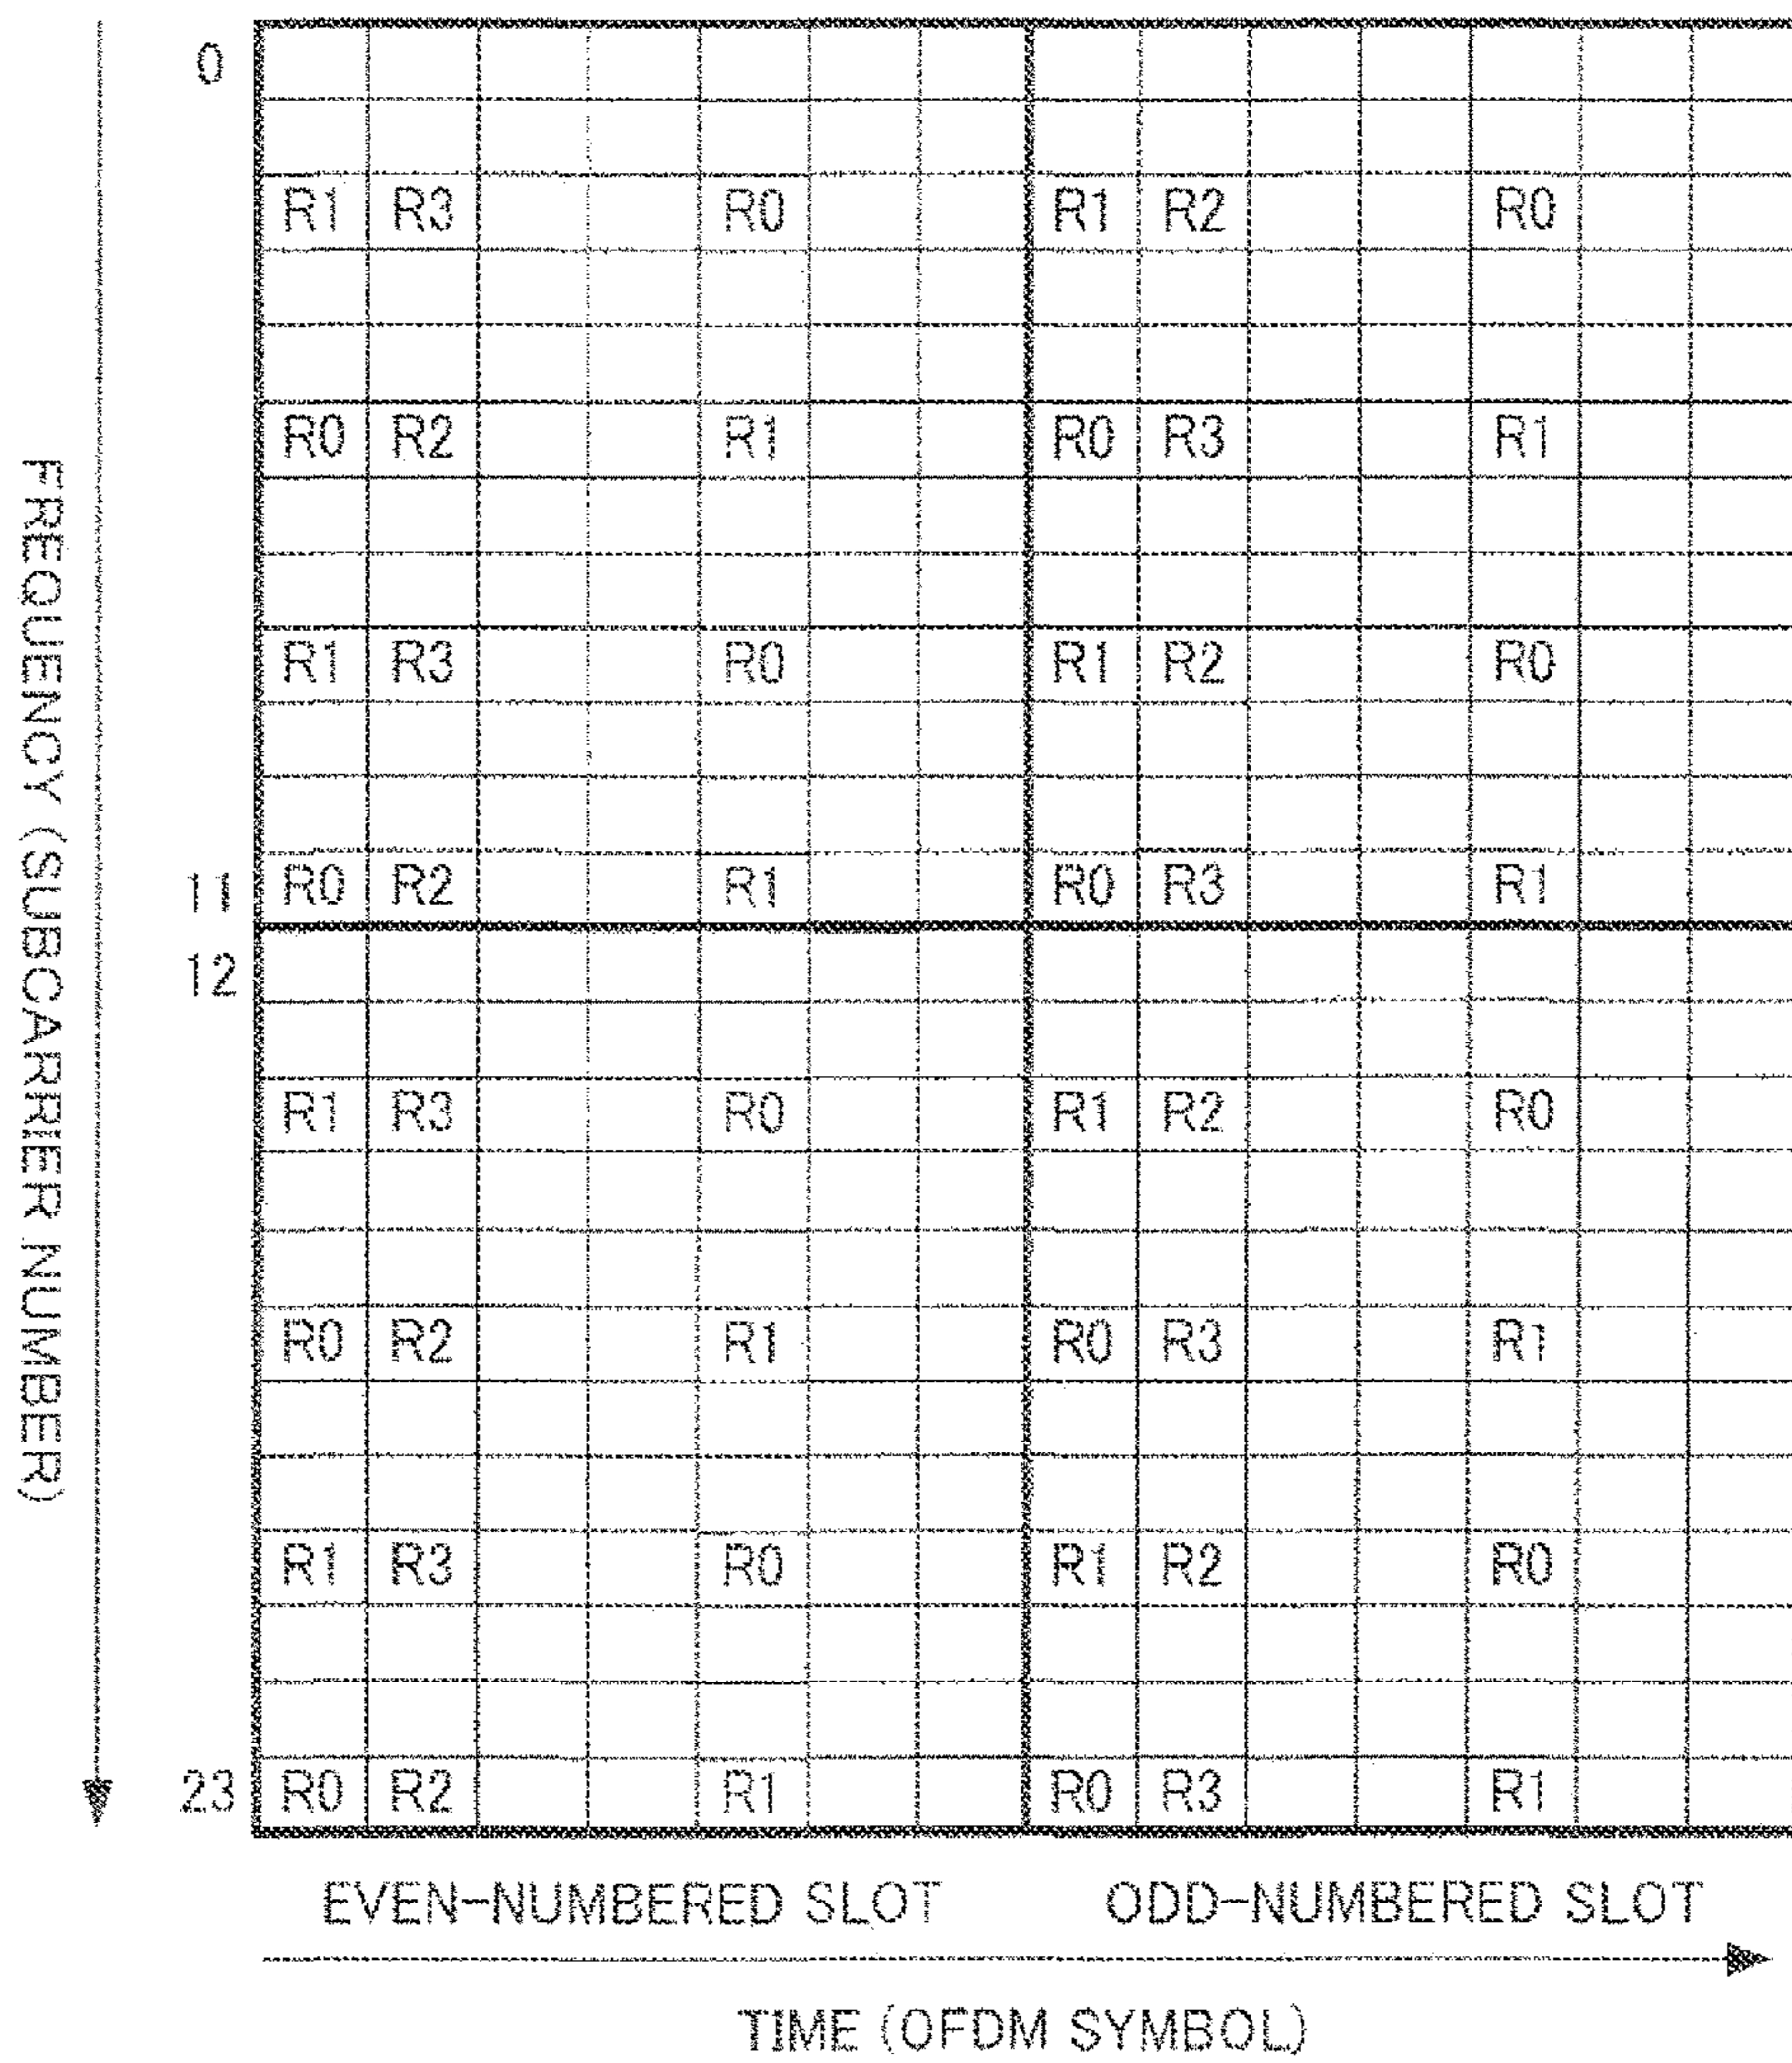 0
R1 R3 R0 R1 R2 R0
R0 R2 R1 R0 R3 R1
R1 R3 R0 R1 R2 R0
11 R0 R2 R1 R0 R3 R1
12
R1 R3 R0 R1 R2 R0
R0 R2 R1 R0 R3 R1
R1 R3 R0 R1 R2 R0
23 R0 R2 R1 R0 R3 R1
FREQUENCY (SUBCARRIER NUMBER)
EVEN-NUMBERED SLOT ODD-NUMBERED SLOT
TIME (OFDM SYMBOL)